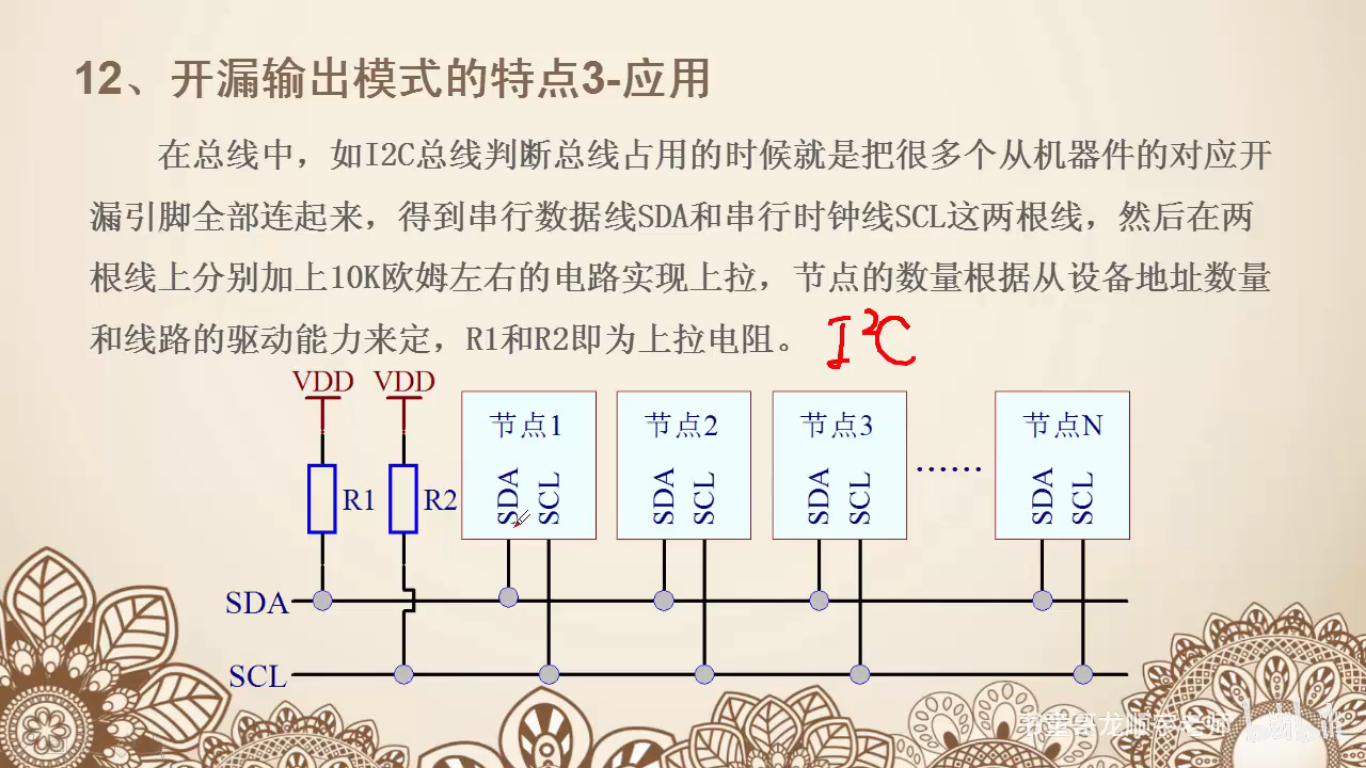 12、开漏输出模式的特点3-应用
在总线中，如I2C总线判断总线占用的时候就是把很多个从机器件的对应开
漏引脚全部连起来，得到串行数据线SDA和串行时钟线SCL这两根线，然后在两
根线上分别加上10K欧姆左右的电路实现上拉，节点的数量根据从设备地址数量
和线路的驱动能力来定，R1和R2即为上拉电阻。
I²C
VDD VDD
节点1 节点2 节点3 节点N
SDA SCL SDA SCL SDA SCL ...... SDA SCL
R1 R2
SDA
SCL